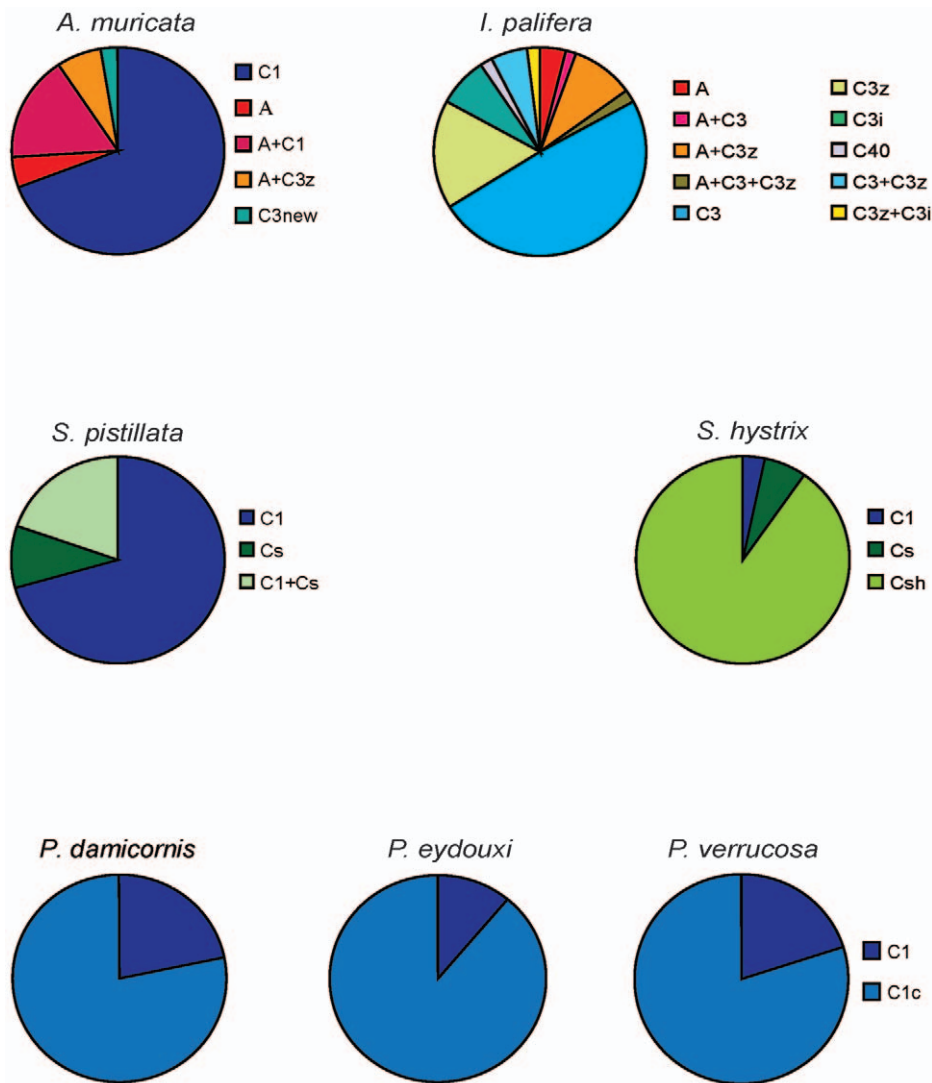 A. muricata
C1
A
A+C1
A+C3z
C3new
I. palifera
A
A+C3
A+C3z
A+C3+C3z
C3
C3z
C3i
C40
C3+C3z
C3z+C3i
S. pistillata
C1
Cs
C1+Cs
S. hystrix
C1
Cs
Csh
P. damicornis
P. eydouxi
P. verrucosa
C1
C1c